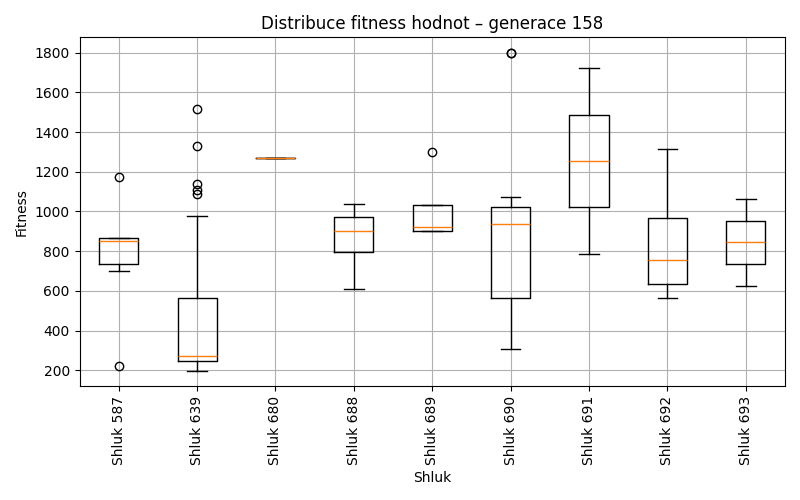 Distribuce fitness hodnot – generace 158
Fitness
1800
1600
1400
1200
1000
800
600
400
200
Shluk 587
Shluk 639
Shluk 680
Shluk 688
Shluk 689
Shluk 690
Shluk 691
Shluk 692
Shluk 693
Shluk